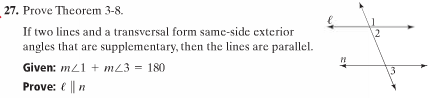 27. Prove Theorem 3-8.
If two lines and a transversal form same-side exterior
angles that are supplementary, then the lines are parallel.
Given: m∠1 + m∠3 = 180
Prove: ℓ ∥ n
ℓ
1
2
n
3